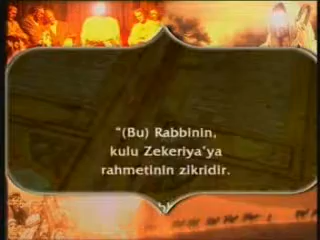 "(Bu) Rabbinin,
kulu Zekeriya'ya
rahmetinin zikridir.